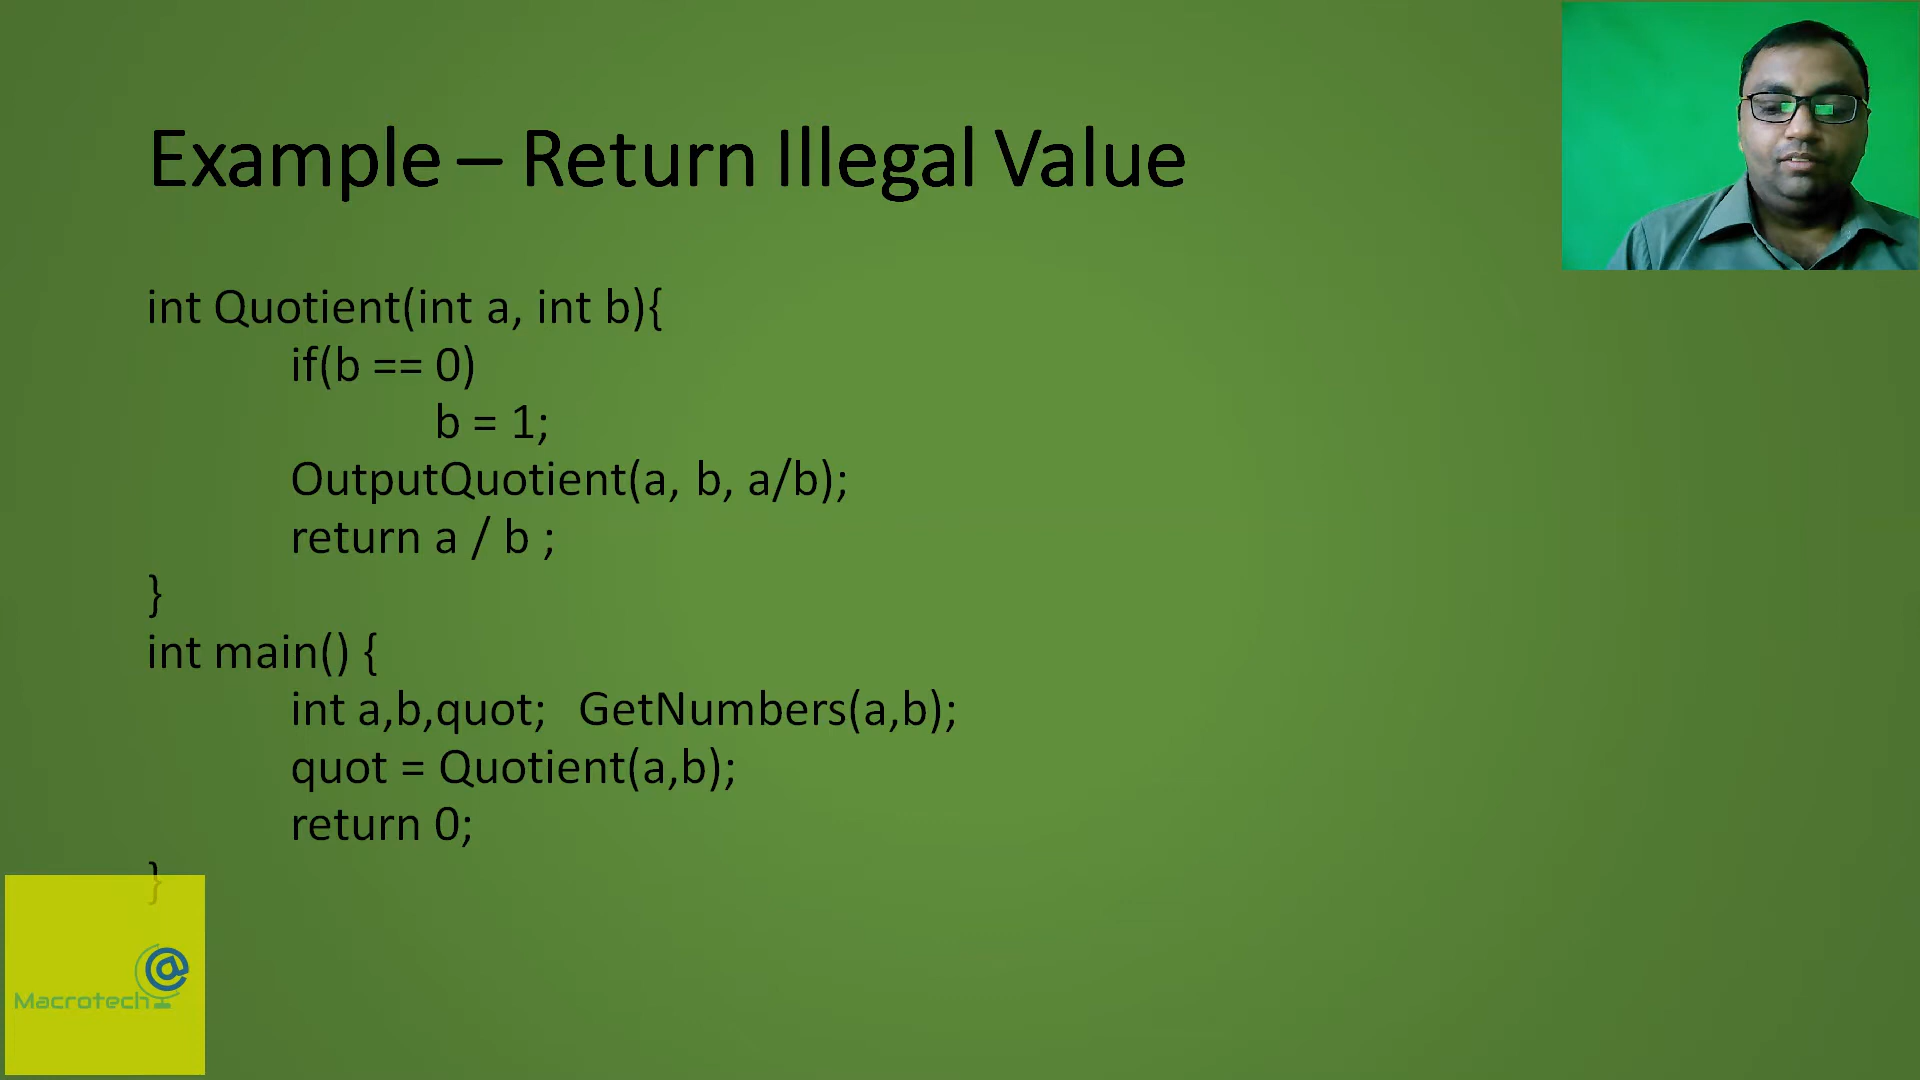 Example – Return Illegal Value
int Quotient(int a, int b){
if(b == 0)
b = 1;
OutputQuotient(a, b, a/b);
return a / b ;
}
int main() {
int a,b,quot; GetNumbers(a,b);
quot = Quotient(a,b);
return 0;
}
@
Macrotech